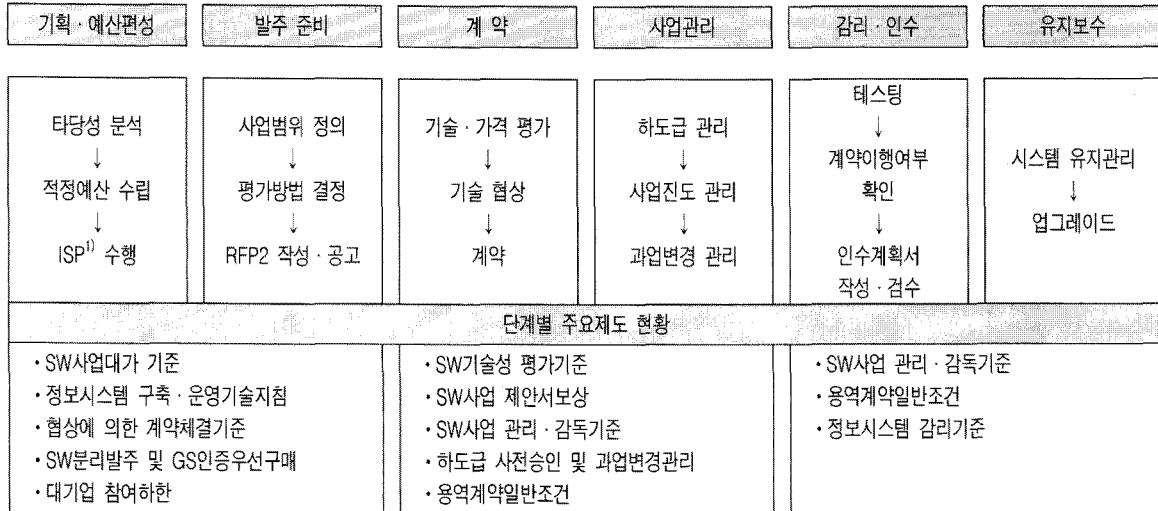 기획 · 예산편성
발주 준비
계 약
사업관리
감리 · 인수
유지보수
타당성 분석
↓
적정예산 수립
↓
ISP1) 수행
사업범위 정의
↓
평가방법 결정
↓
RFP2 작성 · 공고
기술 · 가격 평가
↓
기술 협상
↓
계약
하도급 관리
↓
사업진도 관리
↓
과업변경 관리
테스팅
↓
계약이행여부
확인
↓
인수계획서
작성 · 검수
시스템 유지관리
↓
업그레이드
단계별 주요제도 현황
· SW사업대가 기준
· 정보시스템 구축 · 운영기술지침
· 협상에 의한 계약체결기준
· SW분리발주 및 GS인증우선구매
· 대기업 참여하한
· SW기술성 평가기준
· SW사업 제안서보상
· SW사업 관리 · 감독기준
· 하도급 사전승인 및 과업변경관리
· 용역계약일반조건
· SW사업 관리 · 감독기준
· 용역계약일반조건
· 정보시스템 감리기준